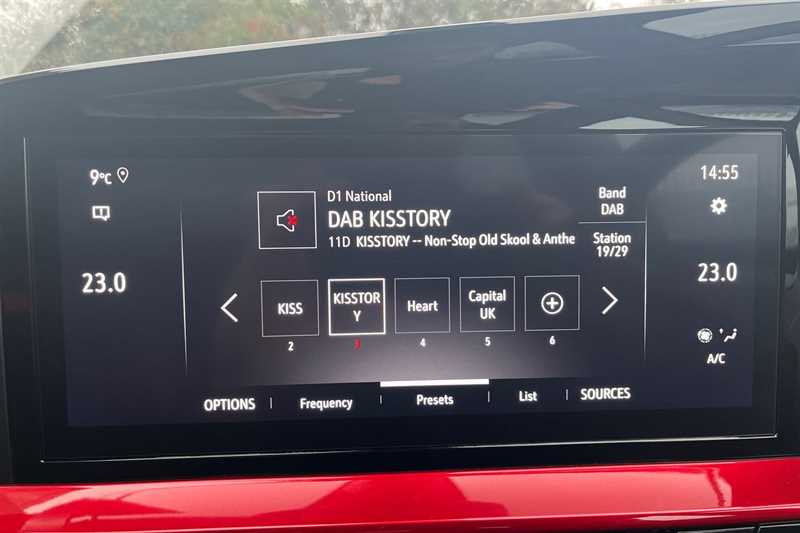 9°C
23.0
D1 National
DAB KISSTORY
11D KISSTORY -- Non-Stop Old Skool & Anthe
Band
DAB
Station
19/29
14:55
23.0
A/C
KISS
2
KISSTOR
Y
3
Heart
4
Capital
UK
5
6
OPTIONS
Frequency
Presets
List
SOURCES